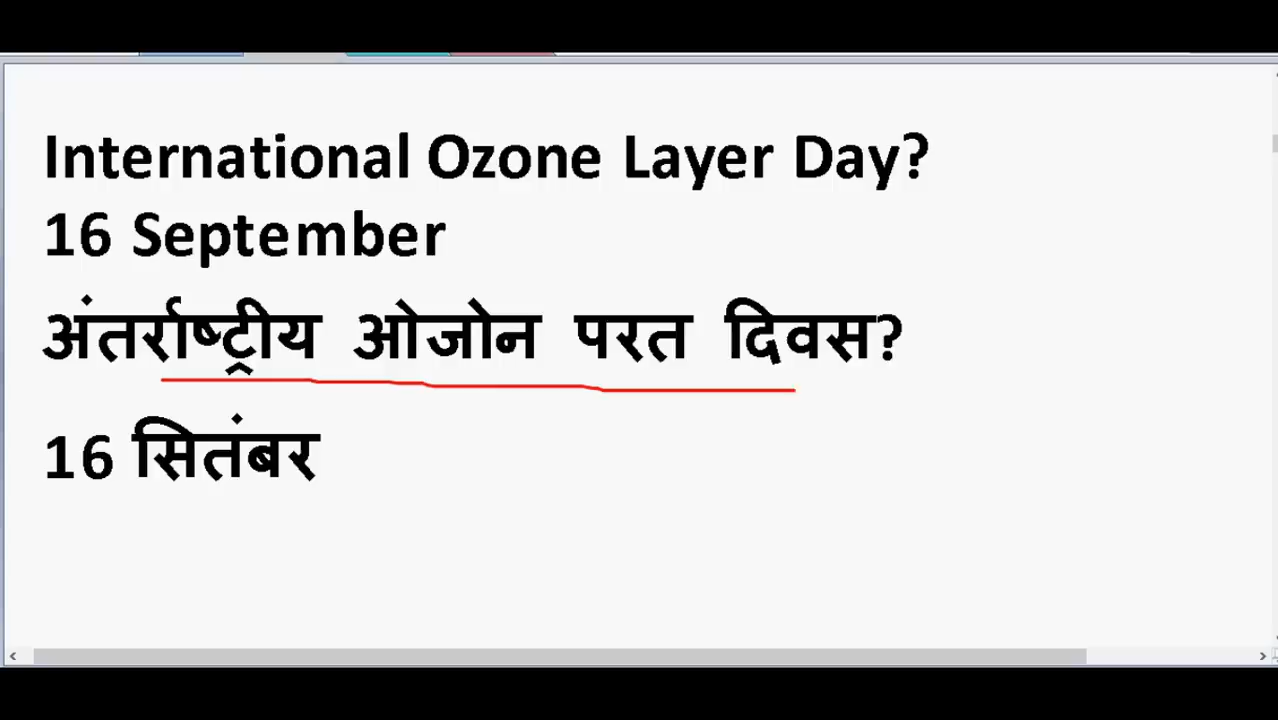 International Ozone Layer Day?
16 September
अंतर्राष्ट्रीय ओजोन परत दिवस?
16 सितंबर